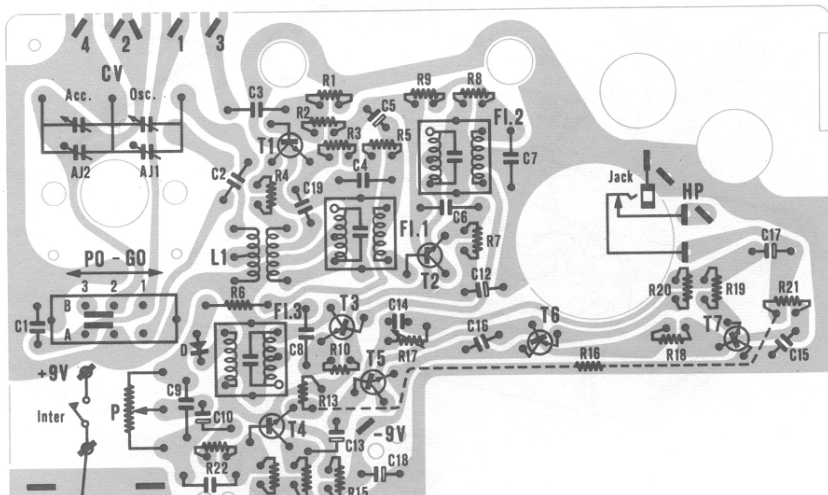 4 2 1 3
CV
Acc. Osc.
AJ2 AJ1
C3
R1
R9
R8
C5
R2
FI.2
T1
R3
R5
C7
C2
R4
C19
C4
Jack
HP
C6
C17
PO - GO
L1
FI.1
R7
T2
3 2 1
C12
R20
R19
R21
R6
FI.3
T3
C14
B
T6
C1
T7
A
D
C8
R10
R17
C16
R18
C15
T5
R16
+9V
C9
R13
Inter
P
C10
T4
-9V
C13
R22
C18
R15